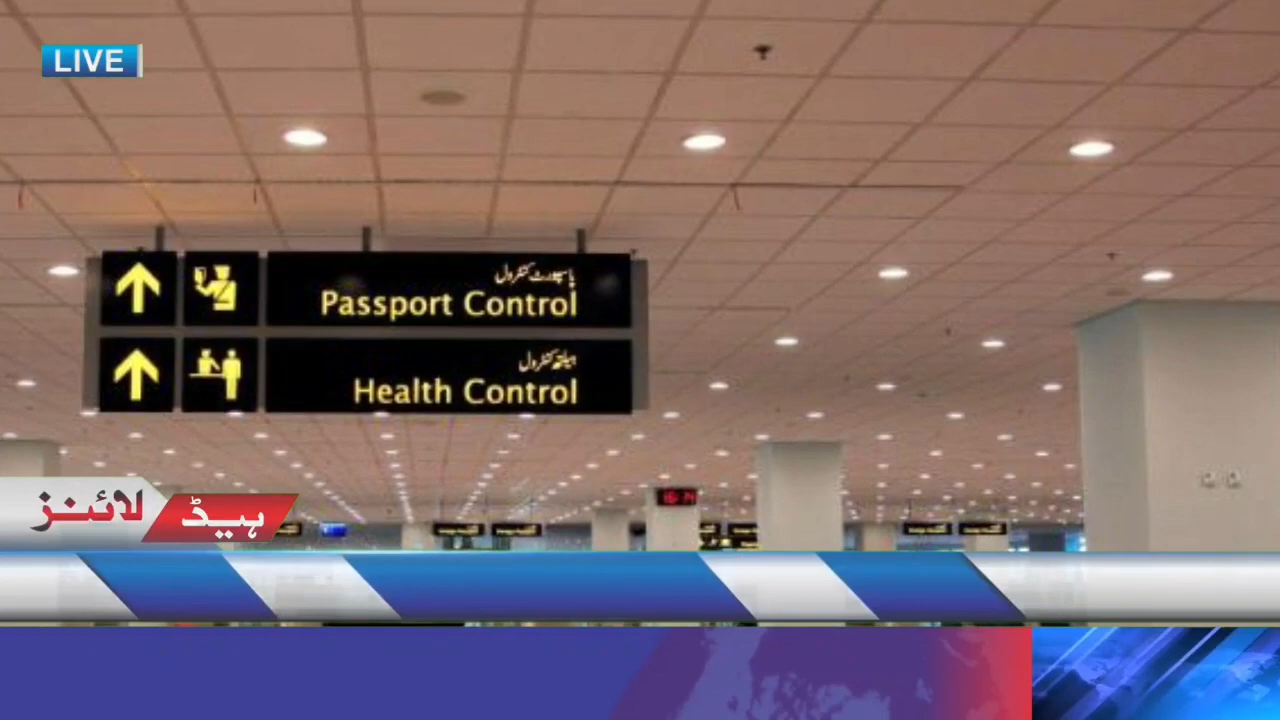 LIVE
پاسپورٹ کنٹرول
Passport Control
ہیلتھ کنٹرول
Health Control
ہیڈ لائنز